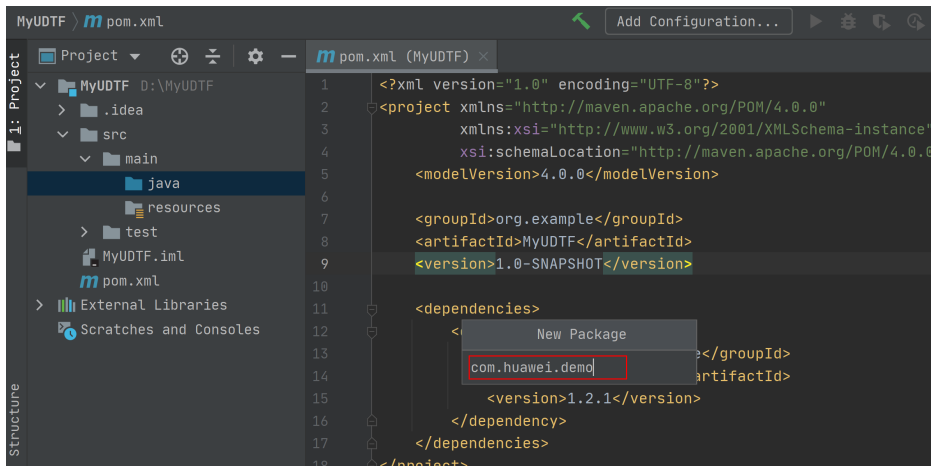 MyUDTF pom.xml
Add Configuration...
1: Project
Structure
Project
MyUDTF D:\MyUDTF
.idea
src
main
java
resources
test
MyUDTF.iml
pom.xml
External Libraries
Scratches and Consoles
pom.xml (MyUDTF)
1 <?xml version="1.0" encoding="UTF-8"?>
2 <project xmlns="http://maven.apache.org/POM/4.0.0"
3 xmlns:xsi="http://www.w3.org/2001/XMLSchema-instance"
4 xsi:schemaLocation="http://maven.apache.org/POM/4.0.0
5 <modelVersion>4.0.0</modelVersion>
6
7 <groupId>org.example</groupId>
8 <artifactId>MyUDTF</artifactId>
9 <version>1.0-SNAPSHOT</version>
10
11 <dependencies>
12 <
New Package
13 </groupId>
com.huawei.demo
14 artifactId>
15 <version>1.2.1</version>
16 </dependency>
17 </dependencies>
18 </project>